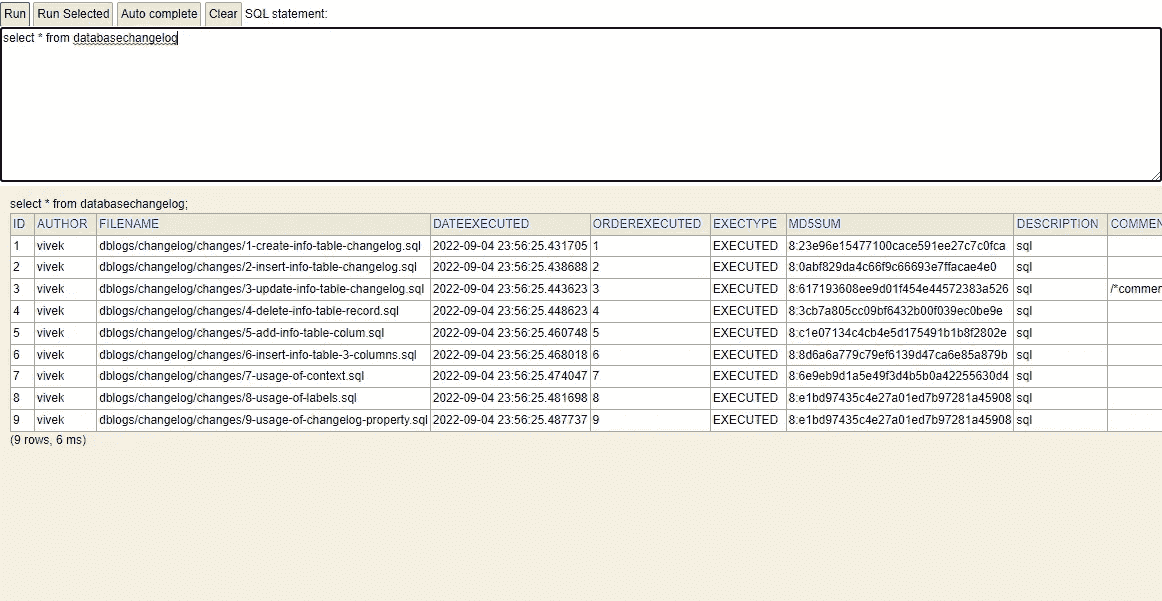 Run Run Selected Auto complete Clear SQL statement:
select * from databasechangelog
select * from databasechangelog;
ID AUTHOR FILENAME DATEEXECUTED ORDEREXECUTED EXECTYPE MD5SUM DESCRIPTION COMMEN
1 vivek dblogs/changelog/changes/1-create-info-table-changelog.sql 2022-09-04 23:56:25.431705 1 EXECUTED 8:23e96e15477100cace591ee27c7c0fca sql
2 vivek dblogs/changelog/changes/2-insert-info-table-changelog.sql 2022-09-04 23:56:25.438688 2 EXECUTED 8:0abf829da4c66f9c66693e7ffacae4e0 sql
3 vivek dblogs/changelog/changes/3-update-info-table-changelog.sql 2022-09-04 23:56:25.443623 3 EXECUTED 8:617193608ee9d01f454e44572383a526 sql /*commen
4 vivek dblogs/changelog/changes/4-delete-info-table-record.sql 2022-09-04 23:56:25.448623 4 EXECUTED 8:3cb7a805cc09bf6432b00f039ec0be9e sql
5 vivek dblogs/changelog/changes/5-add-info-table-colum.sql 2022-09-04 23:56:25.460748 5 EXECUTED 8:c1e07134c4cb4e5d175491b1b8f2802e sql
6 vivek dblogs/changelog/changes/6-insert-info-table-3-columns.sql 2022-09-04 23:56:25.468018 6 EXECUTED 8:8d6a6a779c79ef6139d47ca6e85a879b sql
7 vivek dblogs/changelog/changes/7-usage-of-context.sql 2022-09-04 23:56:25.474047 7 EXECUTED 8:6e9eb9d1a5e49f3d4b5b0a42255630d4 sql
8 vivek dblogs/changelog/changes/8-usage-of-labels.sql 2022-09-04 23:56:25.481698 8 EXECUTED 8:e1bd97435c4e27a01ed7b97281a45908 sql
9 vivek dblogs/changelog/changes/9-usage-of-changelog-property.sql 2022-09-04 23:56:25.487737 9 EXECUTED 8:e1bd97435c4e27a01ed7b97281a45908 sql
(9 rows, 6 ms)